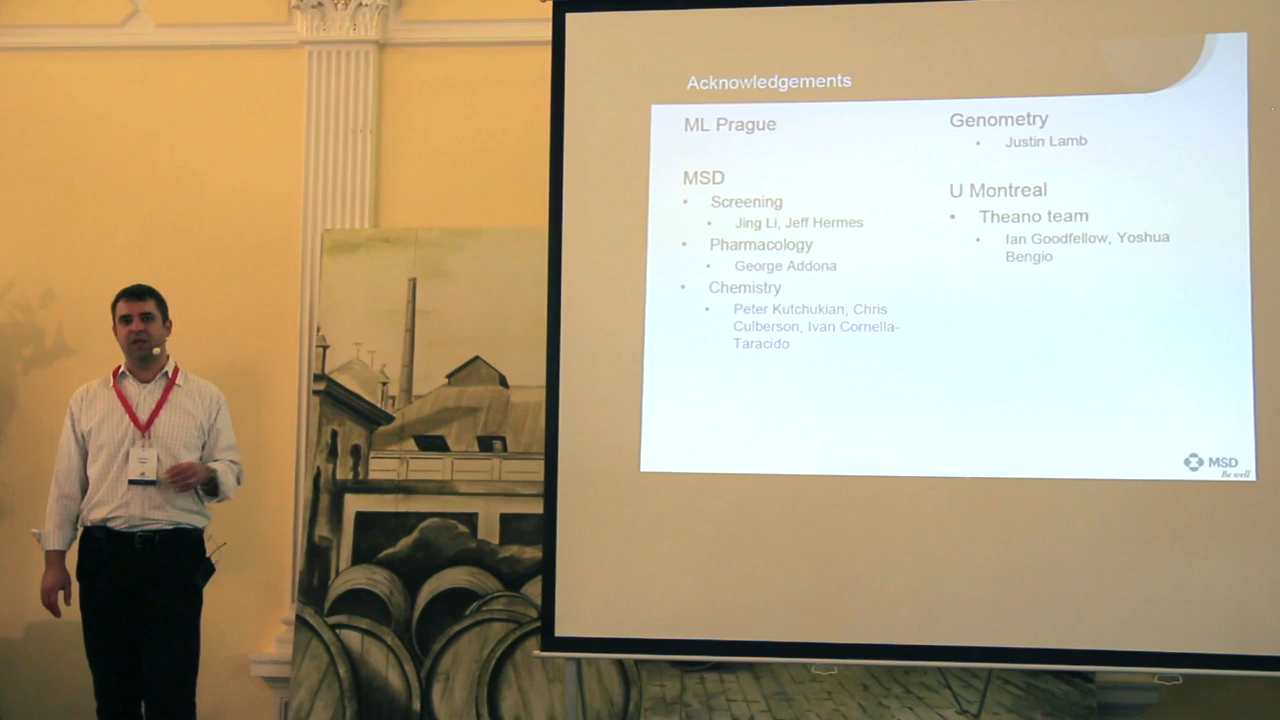 Acknowledgements
ML Prague
MSD
• Screening
• Jing Li, Jeff Hermes
• Pharmacology
• George Addona
• Chemistry
• Peter Kutchukian, Chris
Culberson, Ivan Cornella-
Taracido
Genometry
• Justin Lamb
U Montreal
• Theano team
• Ian Goodfellow, Yoshua
Bengio
MSD
Be well